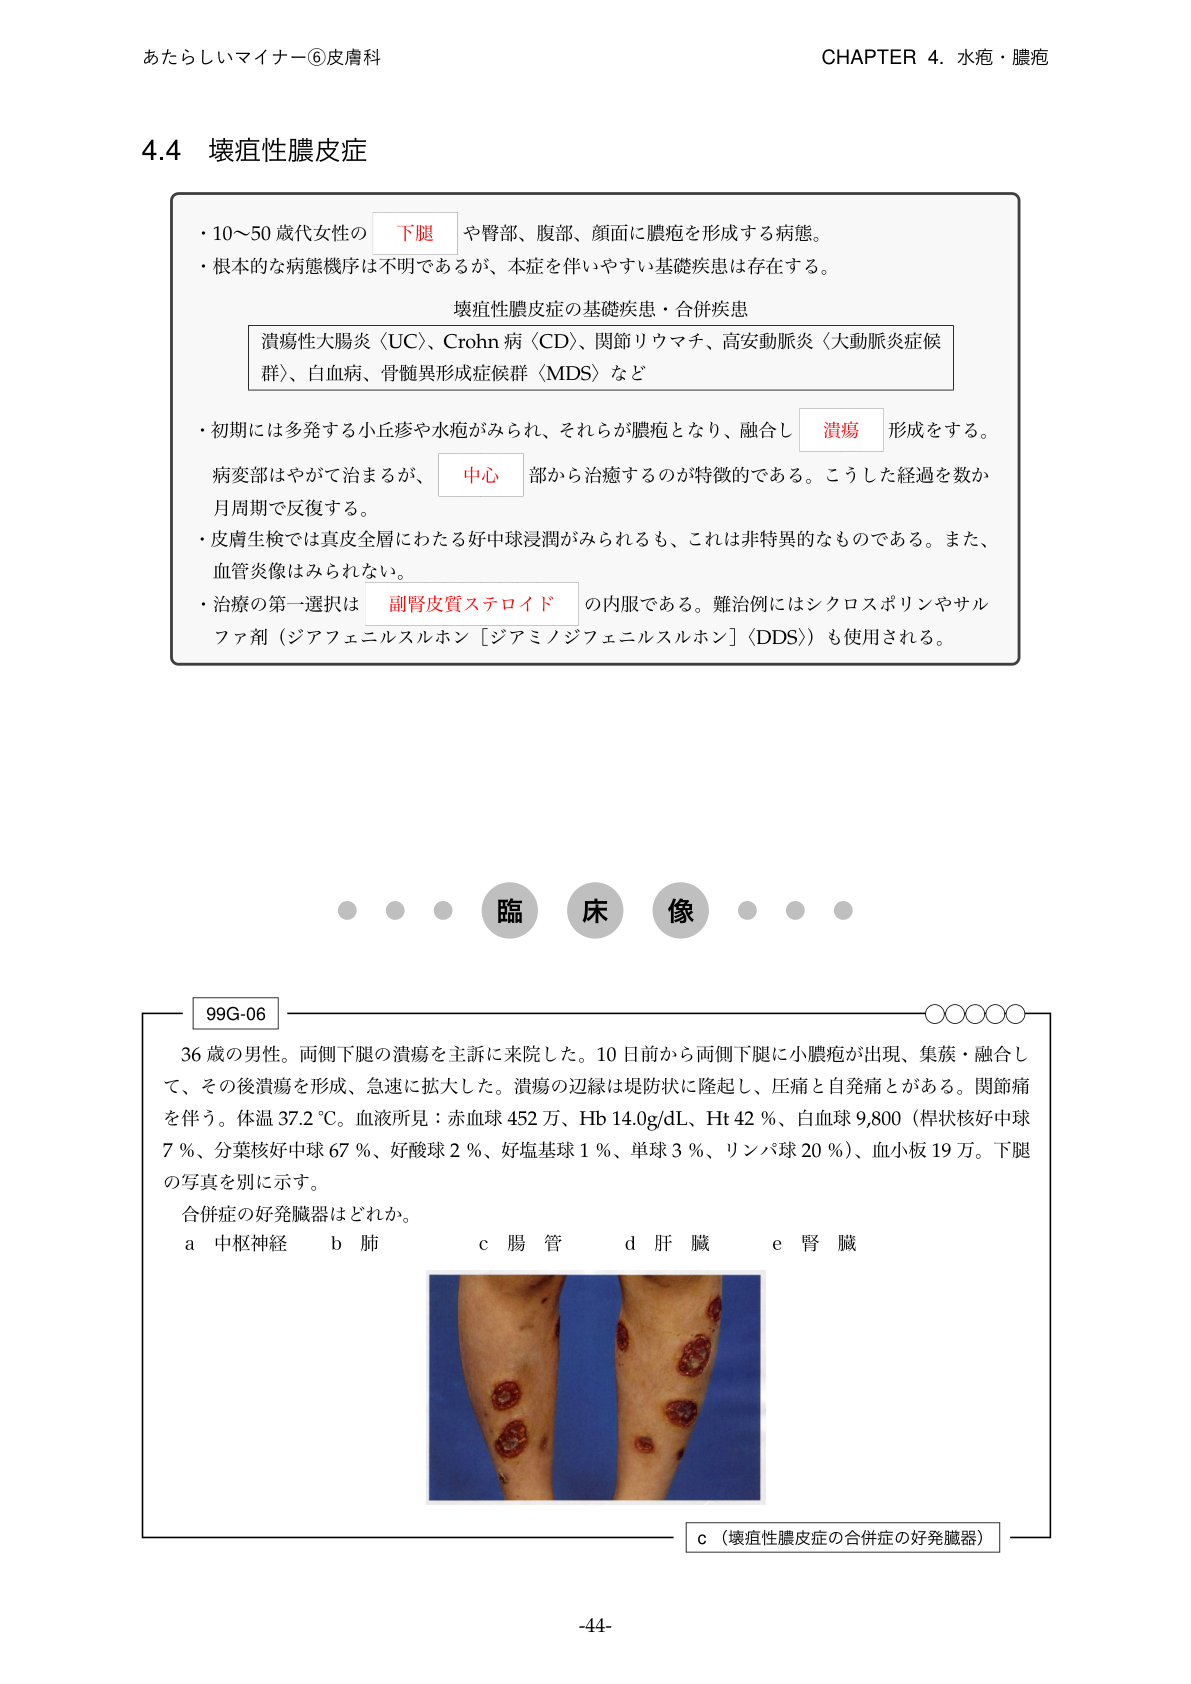 あたらしいマイナー⑥皮膚科
CHAPTER 4. 水疱・膿疱
4.4 壊疽性膿皮症
・10～50 歳代女性の 下腿 や臀部、腹部、顔面に膿疱を形成する病態。
・根本的な病態機序は不明であるが、本症を伴いやすい基礎疾患は存在する。
壊疽性膿皮症の基礎疾患・合併疾患
潰瘍性大腸炎〈UC〉、Crohn 病〈CD〉、関節リウマチ、高安動脈炎〈大動脈炎症候
群〉、白血病、骨髄異形成症候群〈MDS〉など
・初期には多発する小丘疹や水疱がみられ、それらが膿疱となり、融合し 潰瘍 形成をする。
病変部はやがて治まるが、 中心 部から治癒するのが特徴的である。こうした経過を数か
月周期で反復する。
・皮膚生検では真皮全層にわたる好中球浸潤がみられるも、これは非特異的なものである。また、
血管炎像はみられない。
・治療の第一選択は 副腎皮質ステロイド の内服である。難治例にはシクロスポリンやサル
ファ剤（ジアフェニルスルホン［ジアミノジフェニルスルホン］〈DDS〉）も使用される。
臨床像
99G-06
36 歳の男性。両側下腿の潰瘍を主訴に来院した。10 日前から両側下腿に小膿疱が出現、集蔟・融合し
て、その後潰瘍を形成、急速に拡大した。潰瘍の辺縁は堤防状に隆起し、圧痛と自発痛とがある。関節痛
を伴う。体温 37.2 ℃。血液所見：赤血球 452 万、Hb 14.0g/dL、Ht 42 %、白血球 9,800（桿状核好中球
7 %、分葉核好中球 67 %、好酸球 2 %、好塩基球 1 %、単球 3 %、リンパ球 20 %）、血小板 19 万。下腿
の写真を別に示す。
合併症の好発臓器はどれか。
a 中枢神経 b 肺 c 腸 管 d 肝 臓 e 腎 臓
c（壊疽性膿皮症の合併症の好発臓器）
-44-